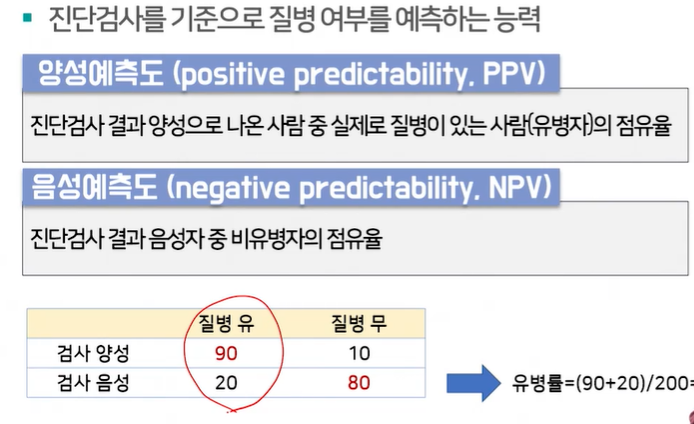 ▪ 진단검사를 기준으로 질병 여부를 예측하는 능력
양성예측도 (positive predictability, PPV)
진단검사 결과 양성으로 나온 사람 중 실제로 질병이 있는 사람(유병자)의 점유율
음성예측도 (negative predictability, NPV)
진단검사 결과 음성자 중 비유병자의 점유율
질병 유 질병 무
검사 양성 90 10
검사 음성 20 80
유병률=(90+20)/200=